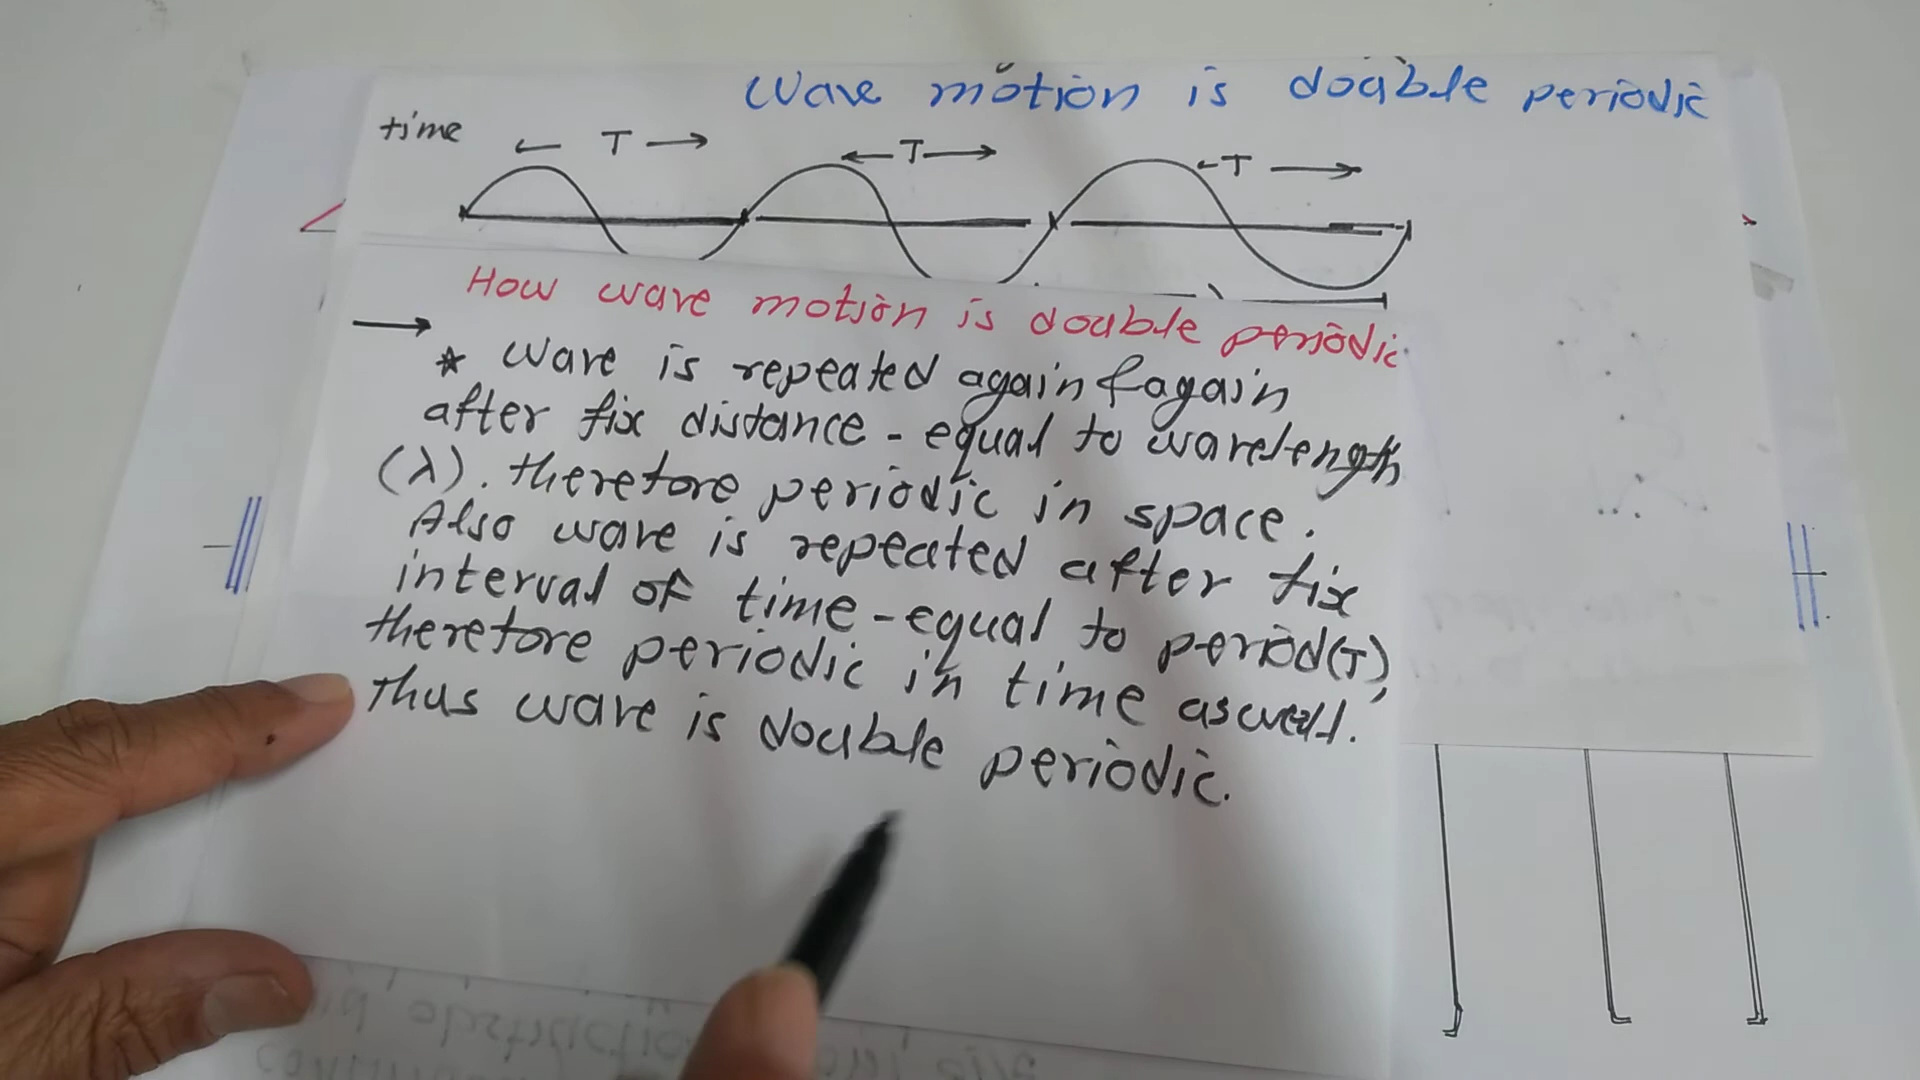 Wave motion is double periodic
time
T
T
T
How wave motion is double periodic
* wave is repeated again & again
after fix distance - equal to wavelength
(λ). therefore periodic in space.
Also wave is repeated after fix
interval of time - equal to period(T),
therefore periodic in time aswell.
thus wave is double periodic.